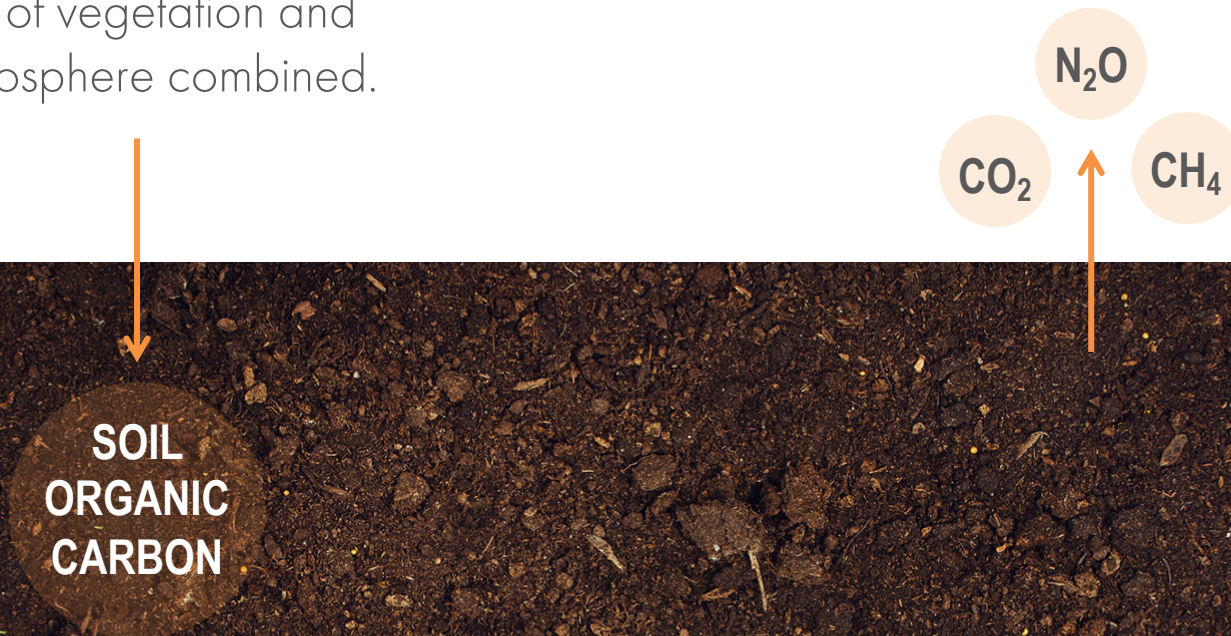 of vegetation and
osphere combined.
N₂O
CO₂
CH₄
SOIL
ORGANIC
CARBON